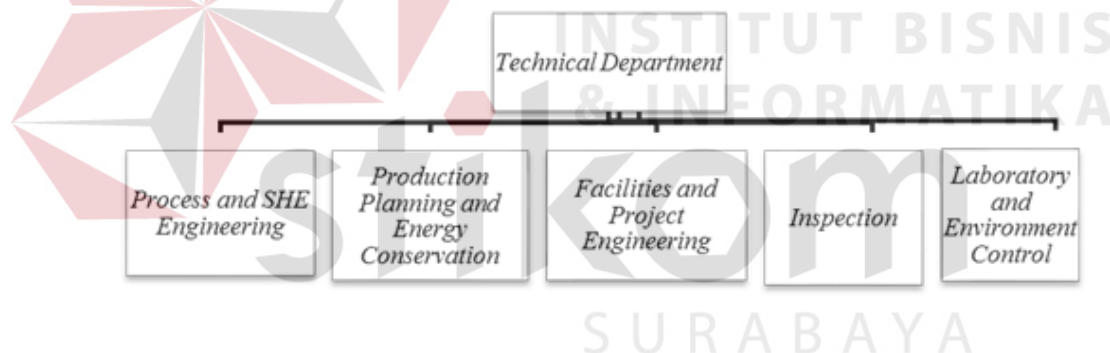 INSTITUT BISNIS
& INFORMATIKA
stikom
SURABAYA
Technical Department
Process and SHE
Engineering
Production
Planning and
Energy
Conservation
Facilities and
Project
Engineering
Inspection
Laboratory
and
Environment
Control